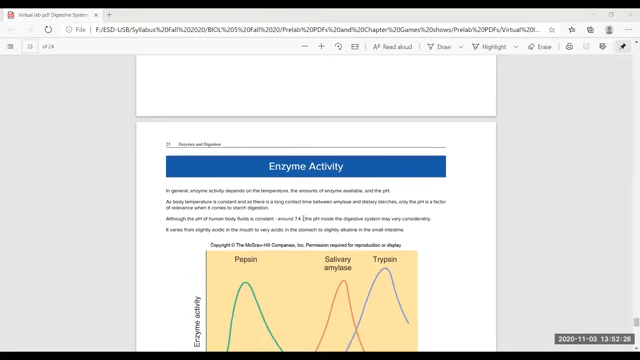 Virtual lab pdf Digestive System
File | F:/ESD-USB/Syllabus%20Fall%202020/BIOL%205%20Fall%2020/Prelab%20PDFs%20and%20Chapter%20Games%20shows/Prelab%20PDFs/Virtual%20l...
23 of 24 Read aloud Draw Highlight Erase
25 Enzymes and Digestion
Enzyme Activity
In general, enzyme activity depends on the temperature, the amounts of enzyme available, and the pH.
As body temperature is constant and as there is a long contact time between amylese and dietary starches, only the pH is a factor
of relevance when it comes to starch digestion.
Although the pH of human body fluids is constant - around 7.4 - the pH inside the digestive system may very considerably.
It varies from slightly acidic in the mouth to very acidic in the stomach to slightly alkaline in the small intestine.
Copyright © The McGraw-Hill Companies, Inc. Permission required for reproduction or display
Pepsin Salivary amylase Trypsin
Enzyme activity
2020-11-03 13:52:28